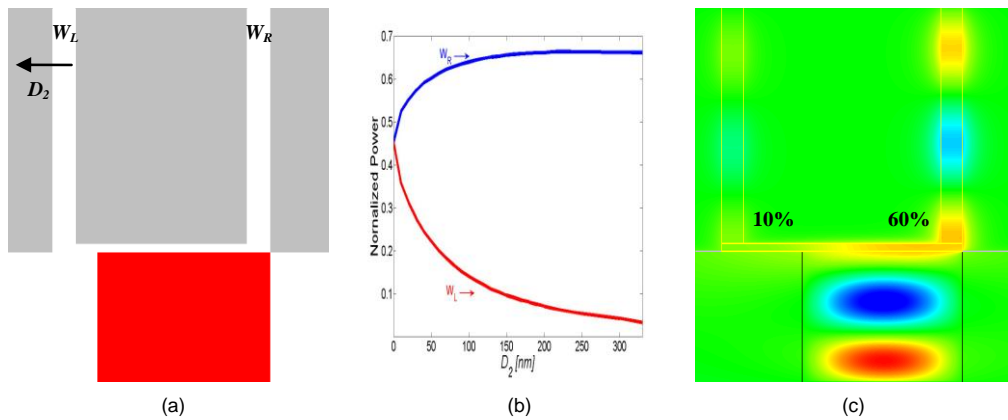 W_L
W_R
D_2
(a)
0.7
0.6
0.5
0.4
0.3
0.2
0.1
Normalized Power
W_R →
W_L →
0 50 100 150 200 250 300
D_2 [nm]
(b)
10% 60%
(c)